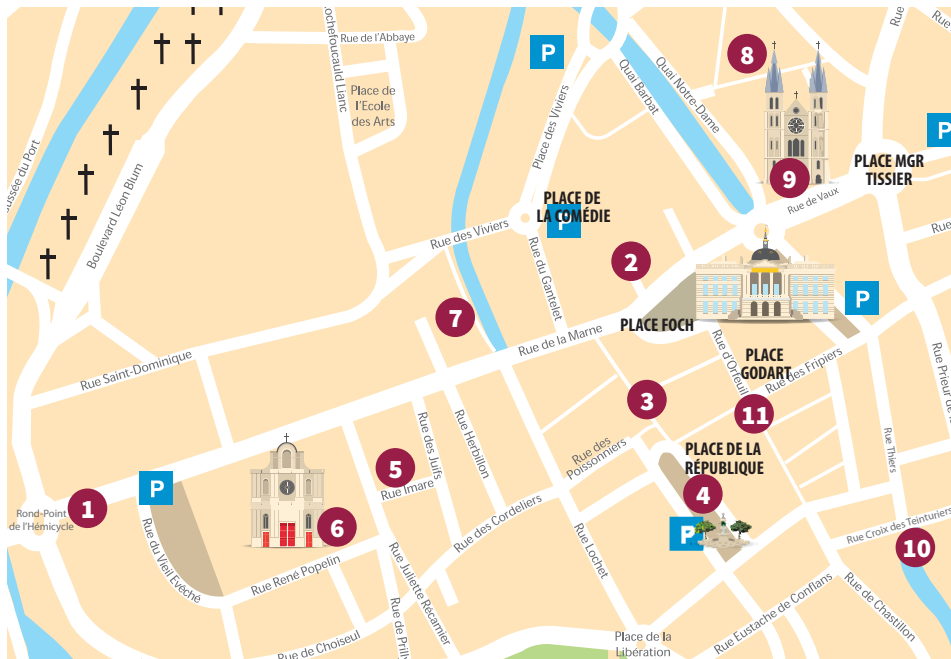 Rue de l'Abbaye
Rochefoucauld Lianc
P
8
Rue
Place de
l'Ecole
des Arts
Place des Viviers
Quai Barbat
Quai Notre-Dame
P
Boulevard Léon Blum
PLACE MGR
TISSIER
9
Rue de Vaux
PLACE DE
LA COMÉDIE
P
Rue des Viviers
Rue du Gantelet
2
P
7
PLACE FOCH
Rue de la Marne
Rue d'Orfeuil
PLACE
GODART
Rue des Fripiers
Rue Saint-Dominique
3
11
Rue Herbillon
Rue des Juifs
Rue des
Poissonniers
PLACE DE LA
RÉPUBLIQUE
Rue Thiers
5
Rue Imare
P
4
1
Rond-Point
de l'Hémicycle
6
Rue des Cordeliers
P
Rue Croix des Teinturiers
10
Rue du Vieil Evêché
Rue René Popelin
Rue Juliette Récamier
Rue Lochet
Rue de Chastillon
Rue Eustache de Conflans
Rue de Choiseul
Place de la
Libération